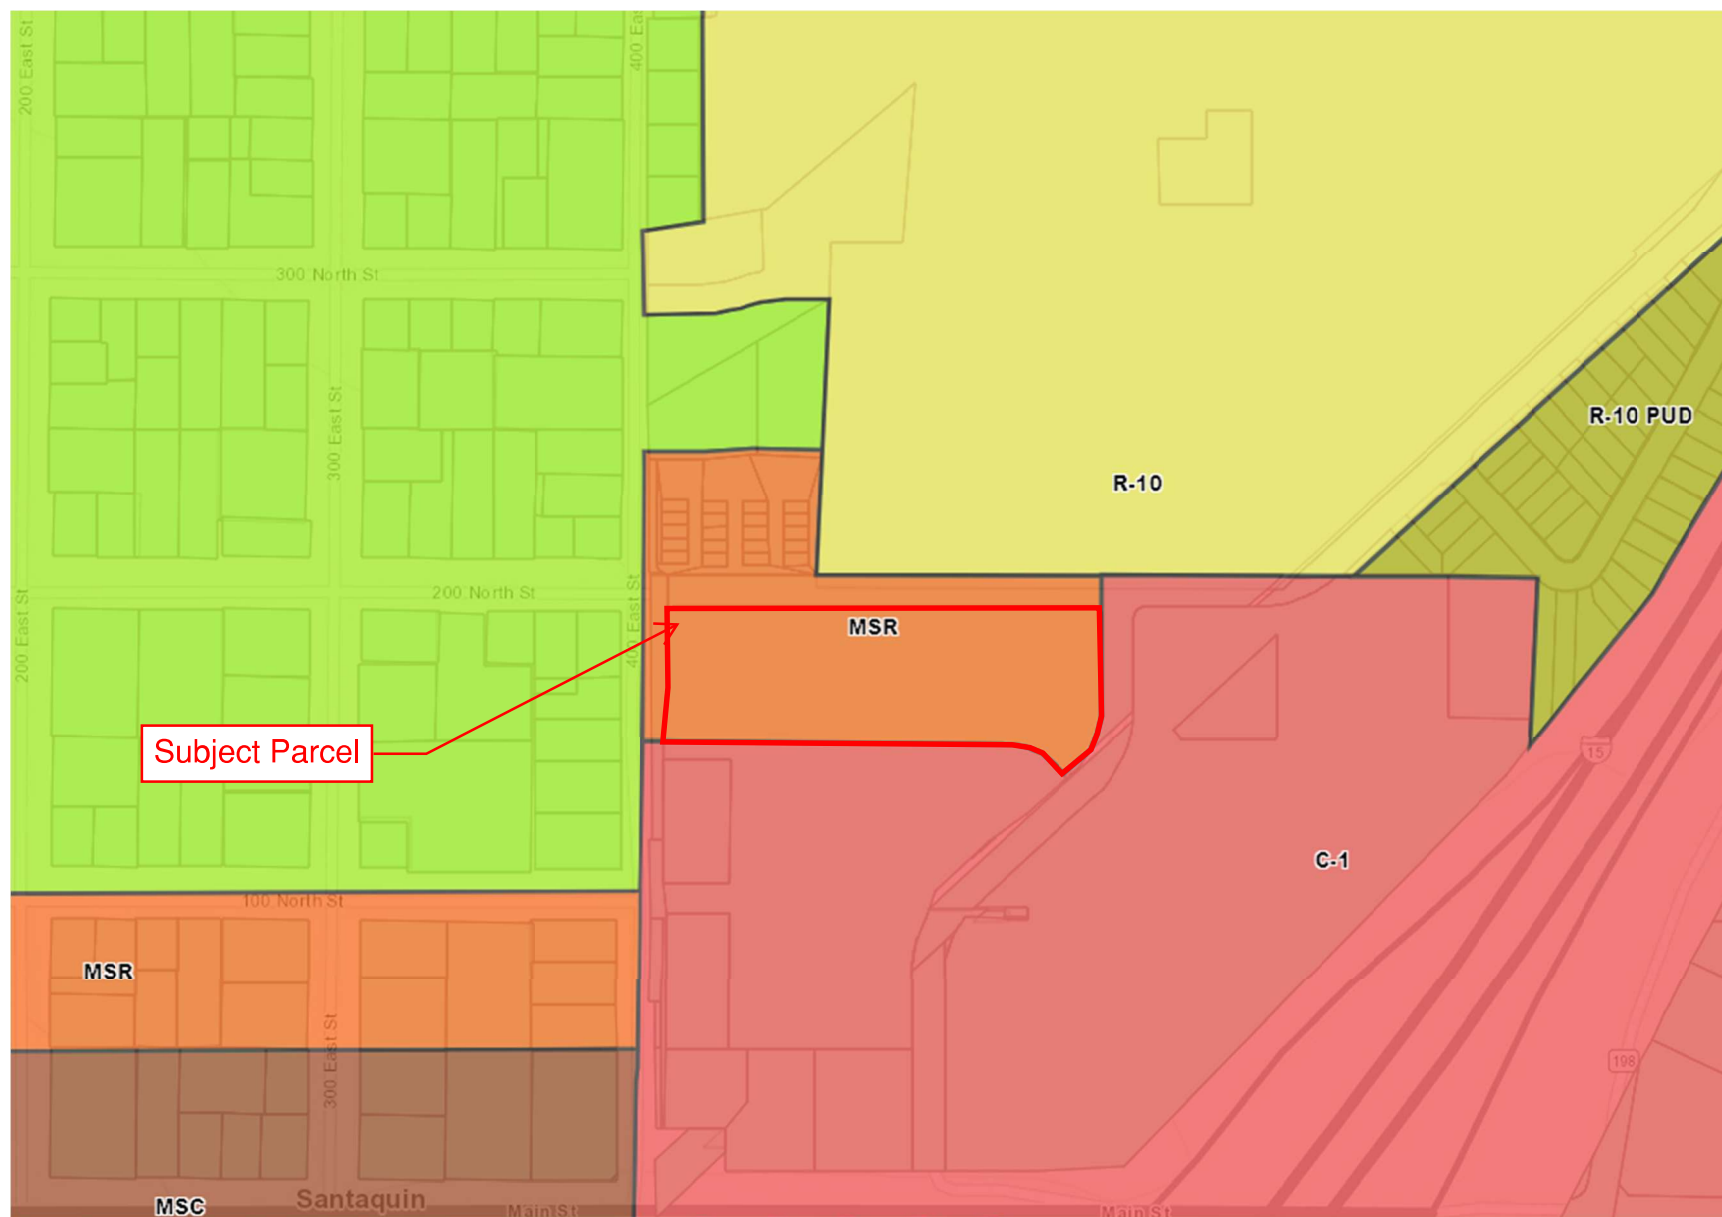 200 East St
400 Eas
300 North St
300 East St
R-10 PUD
R-10
200 North St
MSR
200 East St
400 East St
Subject Parcel
15
C-1
100 North St
MSR
300 East St
198
MSC
Santaquin
Main St
Main St